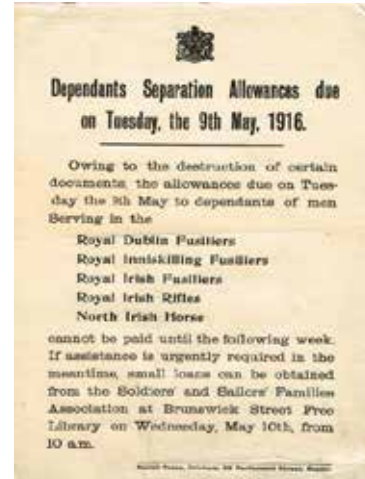 Dependants Separation Allowances due
on Tuesday, the 9th May, 1916.
Owing to the destruction of certain
documents, the allowances due on Tues-
day the 9th May to dependants of men
Serving in the
Royal Dublin Fusiliers
Royal Inniskilling Fusiliers
Royal Irish Fusiliers
Royal Irish Rifles
North Irish Horse
cannot be paid until the following week.
If assistance is urgently required in the
meantime, small loans can be obtained
from the Soldiers' and Sailors' Families
Association at Brunswick Street Free
Library on Wednesday, May 10th, from
10 a.m.